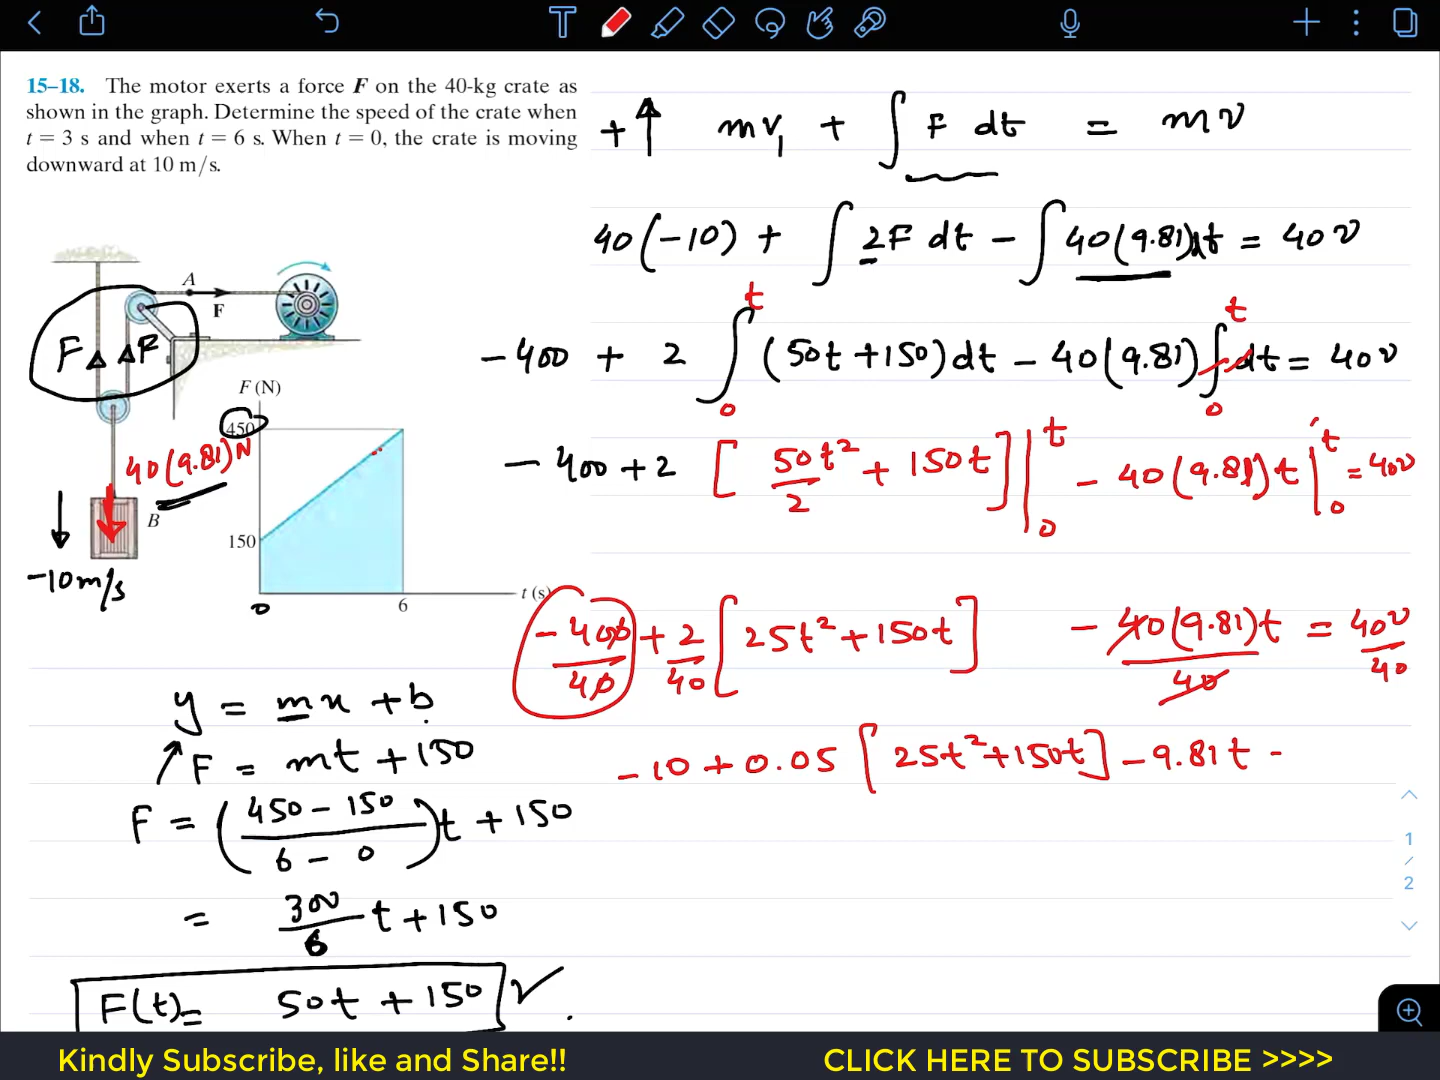 15–18. The motor exerts a force F on the 40-kg crate as
shown in the graph. Determine the speed of the crate when
t = 3 s and when t = 6 s. When t = 0, the crate is moving
downward at 10 m/s.
A
F
F F
F (N)
450
40(9.81)N
B
150
-10m/s
0
6
t (s)
y = mx + b
F = mt + 150
F = (450 - 150 / 6 - 0)t + 150
= 300/6 t + 150
F(t) = 50t + 150
+↑ mv₁ + ∫ F dt = mv
40(-10) + ∫ 2F dt - ∫ 40(9.81)dt = 40v
-400 + 2 ∫₀ᵗ (50t + 150)dt - 40(9.81) ∫₀ᵗ dt = 40v
-400 + 2 [50t²/2 + 150t]|₀ᵗ - 40(9.81)t|₀ᵗ = 40v
-400/40 + 2/40 [25t² + 150t] - 40(9.81)t/40 = 40v/40
-10 + 0.05 [25t² + 150t] - 9.81t -
1
/
2
Kindly Subscribe, like and Share!!
CLICK HERE TO SUBSCRIBE >>>>